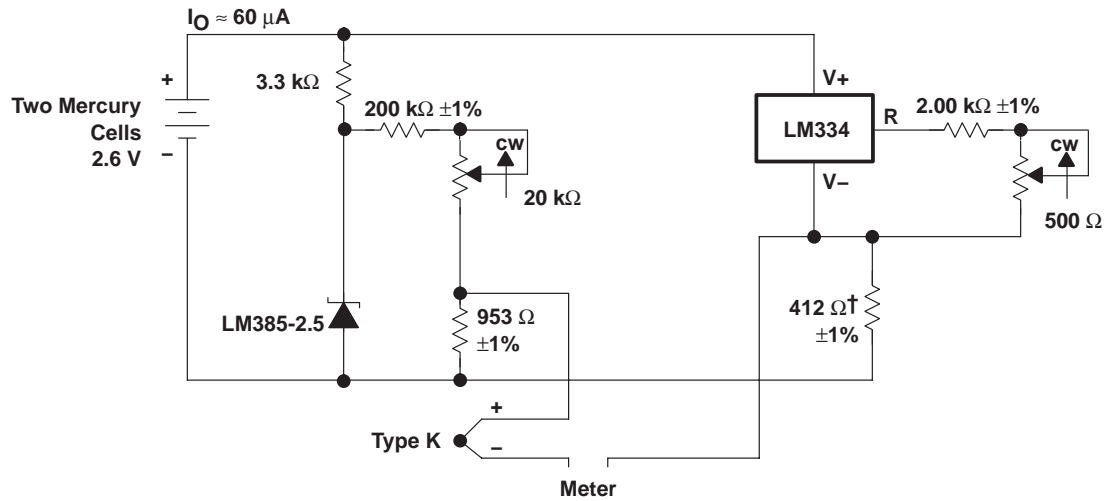 I_O ≈ 60 μA
+
Two Mercury
Cells
2.6 V
−
3.3 kΩ
200 kΩ ±1%
cw
20 kΩ
LM385-2.5
953 Ω
±1%
V+
LM334
R
V−
2.00 kΩ ±1%
cw
500 Ω
412 Ω†
±1%
Type K
+
−
Meter